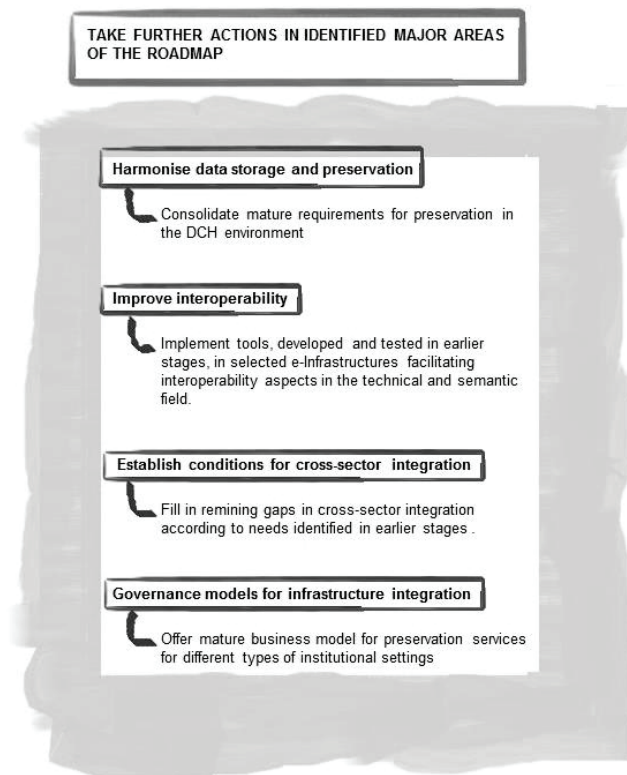 TAKE FURTHER ACTIONS IN IDENTIFIED MAJOR AREAS
OF THE ROADMAP
Harmonise data storage and preservation
Consolidate mature requirements for preservation in
the DCH environment
Improve interoperability
Implement tools, developed and tested in earlier
stages, in selected e-Infrastructures facilitating
interoperability aspects in the technical and semantic
field.
Establish conditions for cross-sector integration
Fill in remining gaps in cross-sector integration
according to needs identified in earlier stages .
Governance models for infrastructure integration
Offer mature business model for preservation services
for different types of institutional settings